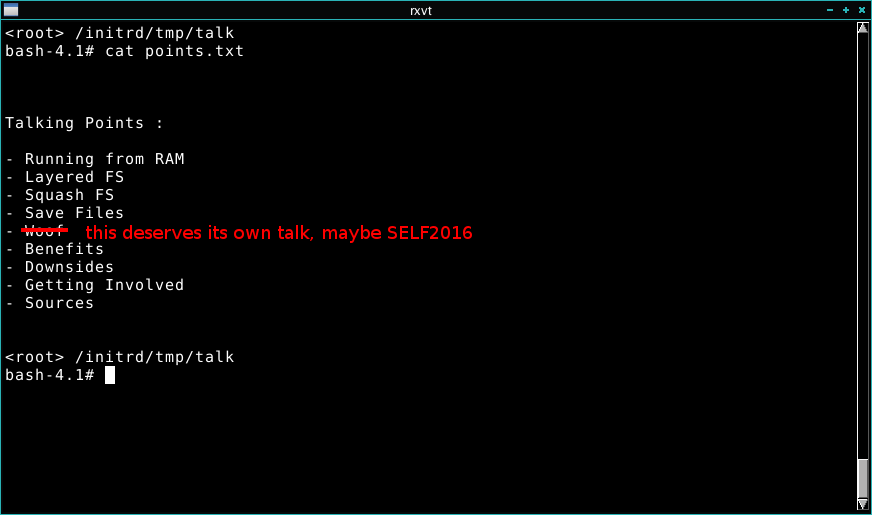 rxvt
<root> /initrd/tmp/talk
bash-4.1# cat points.txt
Talking Points :
- Running from RAM
- Layered FS
- Squash FS
- Save Files
- Woof this deserves its own talk, maybe SELF2016
- Benefits
- Downsides
- Getting Involved
- Sources
<root> /initrd/tmp/talk
bash-4.1#